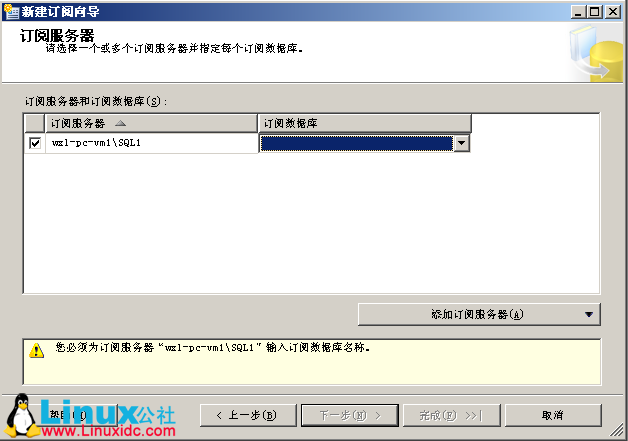 新建订阅向导
订阅服务器
请选择一个或多个订阅服务器并指定每个订阅数据库。
订阅服务器和订阅数据库(S):
订阅服务器 订阅数据库
wzl-pc-vm1\SQL1
添加订阅服务器(A)
您必须为订阅服务器“wzl-pc-vm1\SQL1”输入订阅数据库名称。
< 上一步(B) 下一步(N) > 完成(F) >>| 取消
Linux公社
www.Linuxidc.com